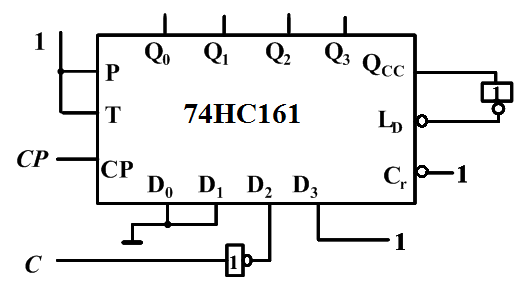 1
Q0 Q1 Q2 Q3 QCC
P
1
74HC161
T LD
CP CP Cr 1
D0 D1 D2 D3
1
C 1